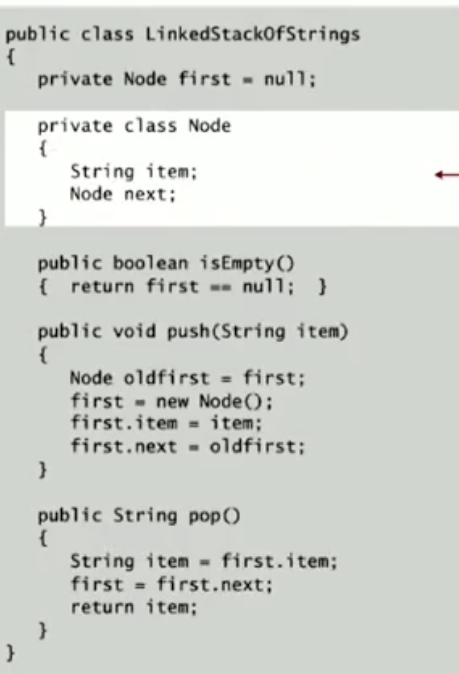 public class LinkedStackOfStrings
{
private Node first = null;
private class Node
{
String item;
Node next;
}
public boolean isEmpty()
{ return first == null; }
public void push(String item)
{
Node oldfirst = first;
first = new Node();
first.item = item;
first.next = oldfirst;
}
public String pop()
{
String item = first.item;
first = first.next;
return item;
}
}